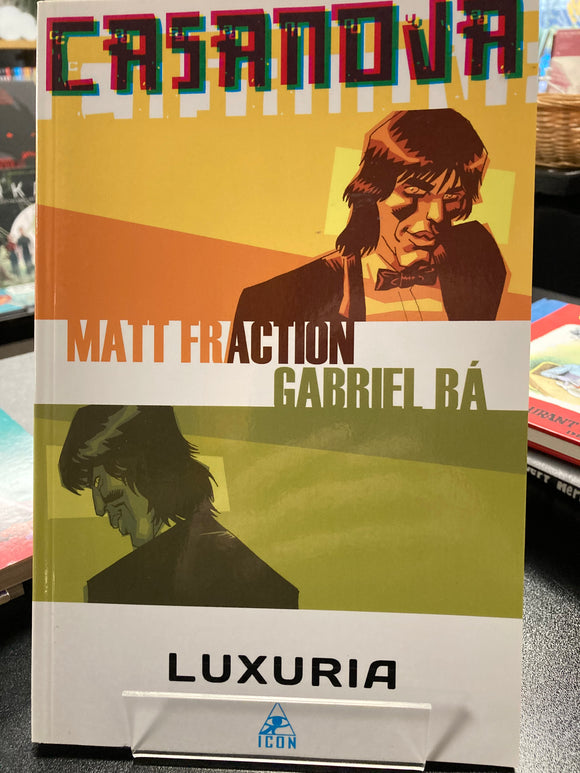 CASANOVA
MATT FRACTION
GABRIEL BÁ
LUXURIA
ICON